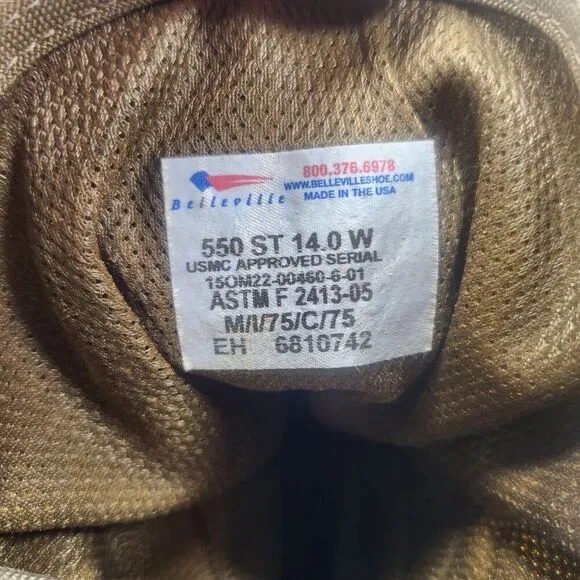 800.376.6978
WWW.BELLEVILLESHOE.COM
MADE IN THE USA
Belleville
550 ST 14.0 W
USMC APPROVED SERIAL
15OM22-00460-6-01
ASTM F 2413-05
M/I/75/C/75
EH 6810742